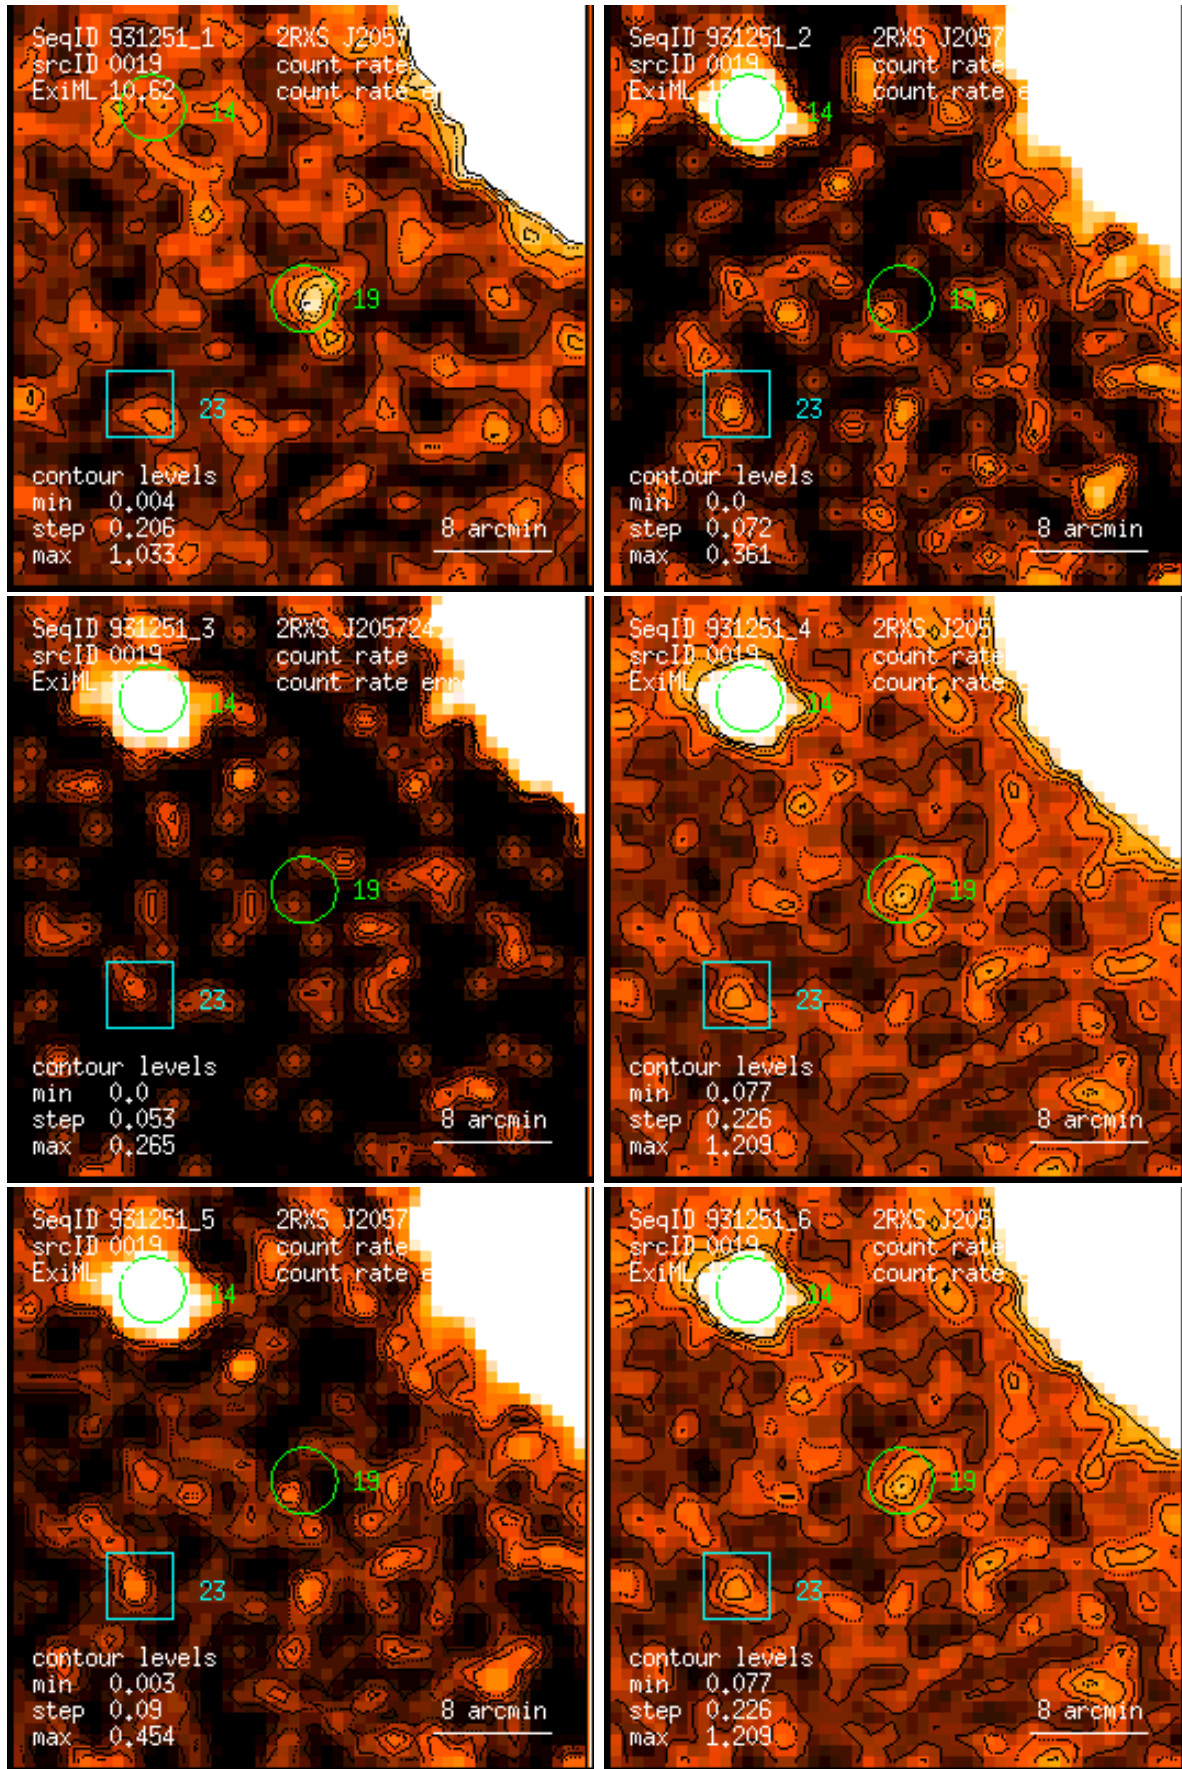 SeqID 931251_1 2RXS J2057
srcID 0019 count rate
ExiML 10.62 count rate
14
19
23
contour levels
min 0.004
step 0.206
max 1.033
8 arcmin
SeqID 931251_2 2RXS J2057
srcID 0019 count rate
ExiML count rate
14
19
23
contour levels
min 0.0
step 0.072
max 0.361
8 arcmin
SeqID 931251_3 2RXS J205724
srcID 0019 count rate
ExiML count rate err
14
19
23
contour levels
min 0.0
step 0.053
max 0.265
8 arcmin
SeqID 931251_4 2RXS J205
srcID 0019 count rate
ExiML count rate
14
19
23
contour levels
min 0.077
step 0.226
max 1.209
8 arcmin
SeqID 931251_5 2RXS J2057
srcID 0019 count rate
ExiML count rate
14
19
23
contour levels
min 0.003
step 0.09
max 0.454
8 arcmin
SeqID 931251_6 2RXS J205
srcID 0019 count rate
ExiML count rate
14
19
23
contour levels
min 0.077
step 0.226
max 1.209
8 arcmin